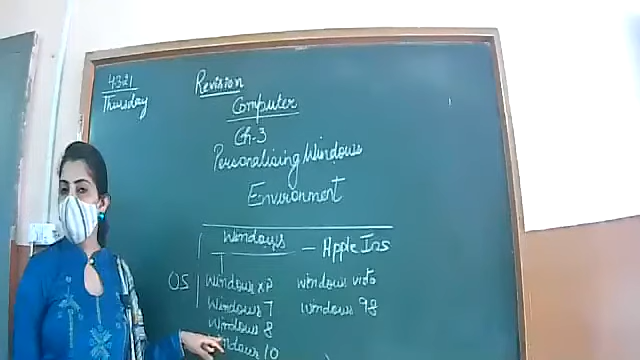 4.3.21
Thursday
Revision
Computer
Ch-3
Personalising Windows
Environment
Windows — Apple Ins
OS
Windows XP Windows vista
Windows 7 Windows 98
Windows 8
Windows 10